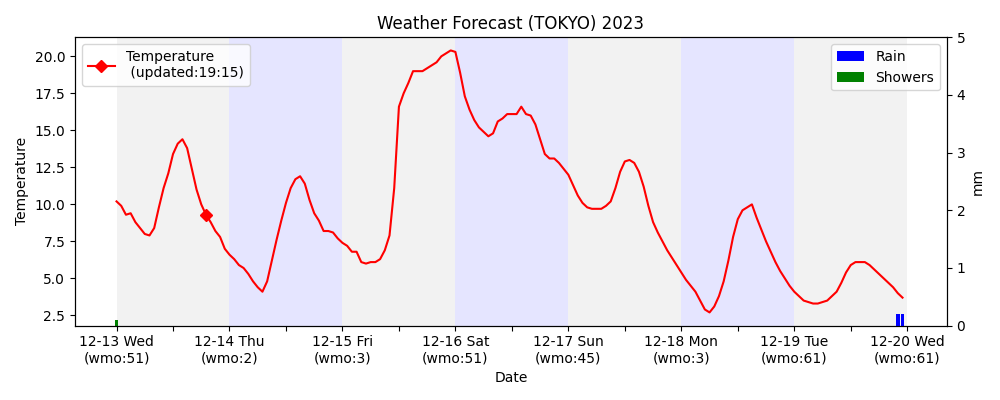 Weather Forecast (TOKYO) 2023
Temperature
(updated:19:15)
Rain
Showers
Temperature
20.0
17.5
15.0
12.5
10.0
7.5
5.0
2.5
5
4
3
2
1
0
mm
12-13 Wed 12-14 Thu 12-15 Fri 12-16 Sat 12-17 Sun 12-18 Mon 12-19 Tue 12-20 Wed
(wmo:51) (wmo:2) (wmo:3) (wmo:51) (wmo:45) (wmo:3) (wmo:61) (wmo:61)
Date